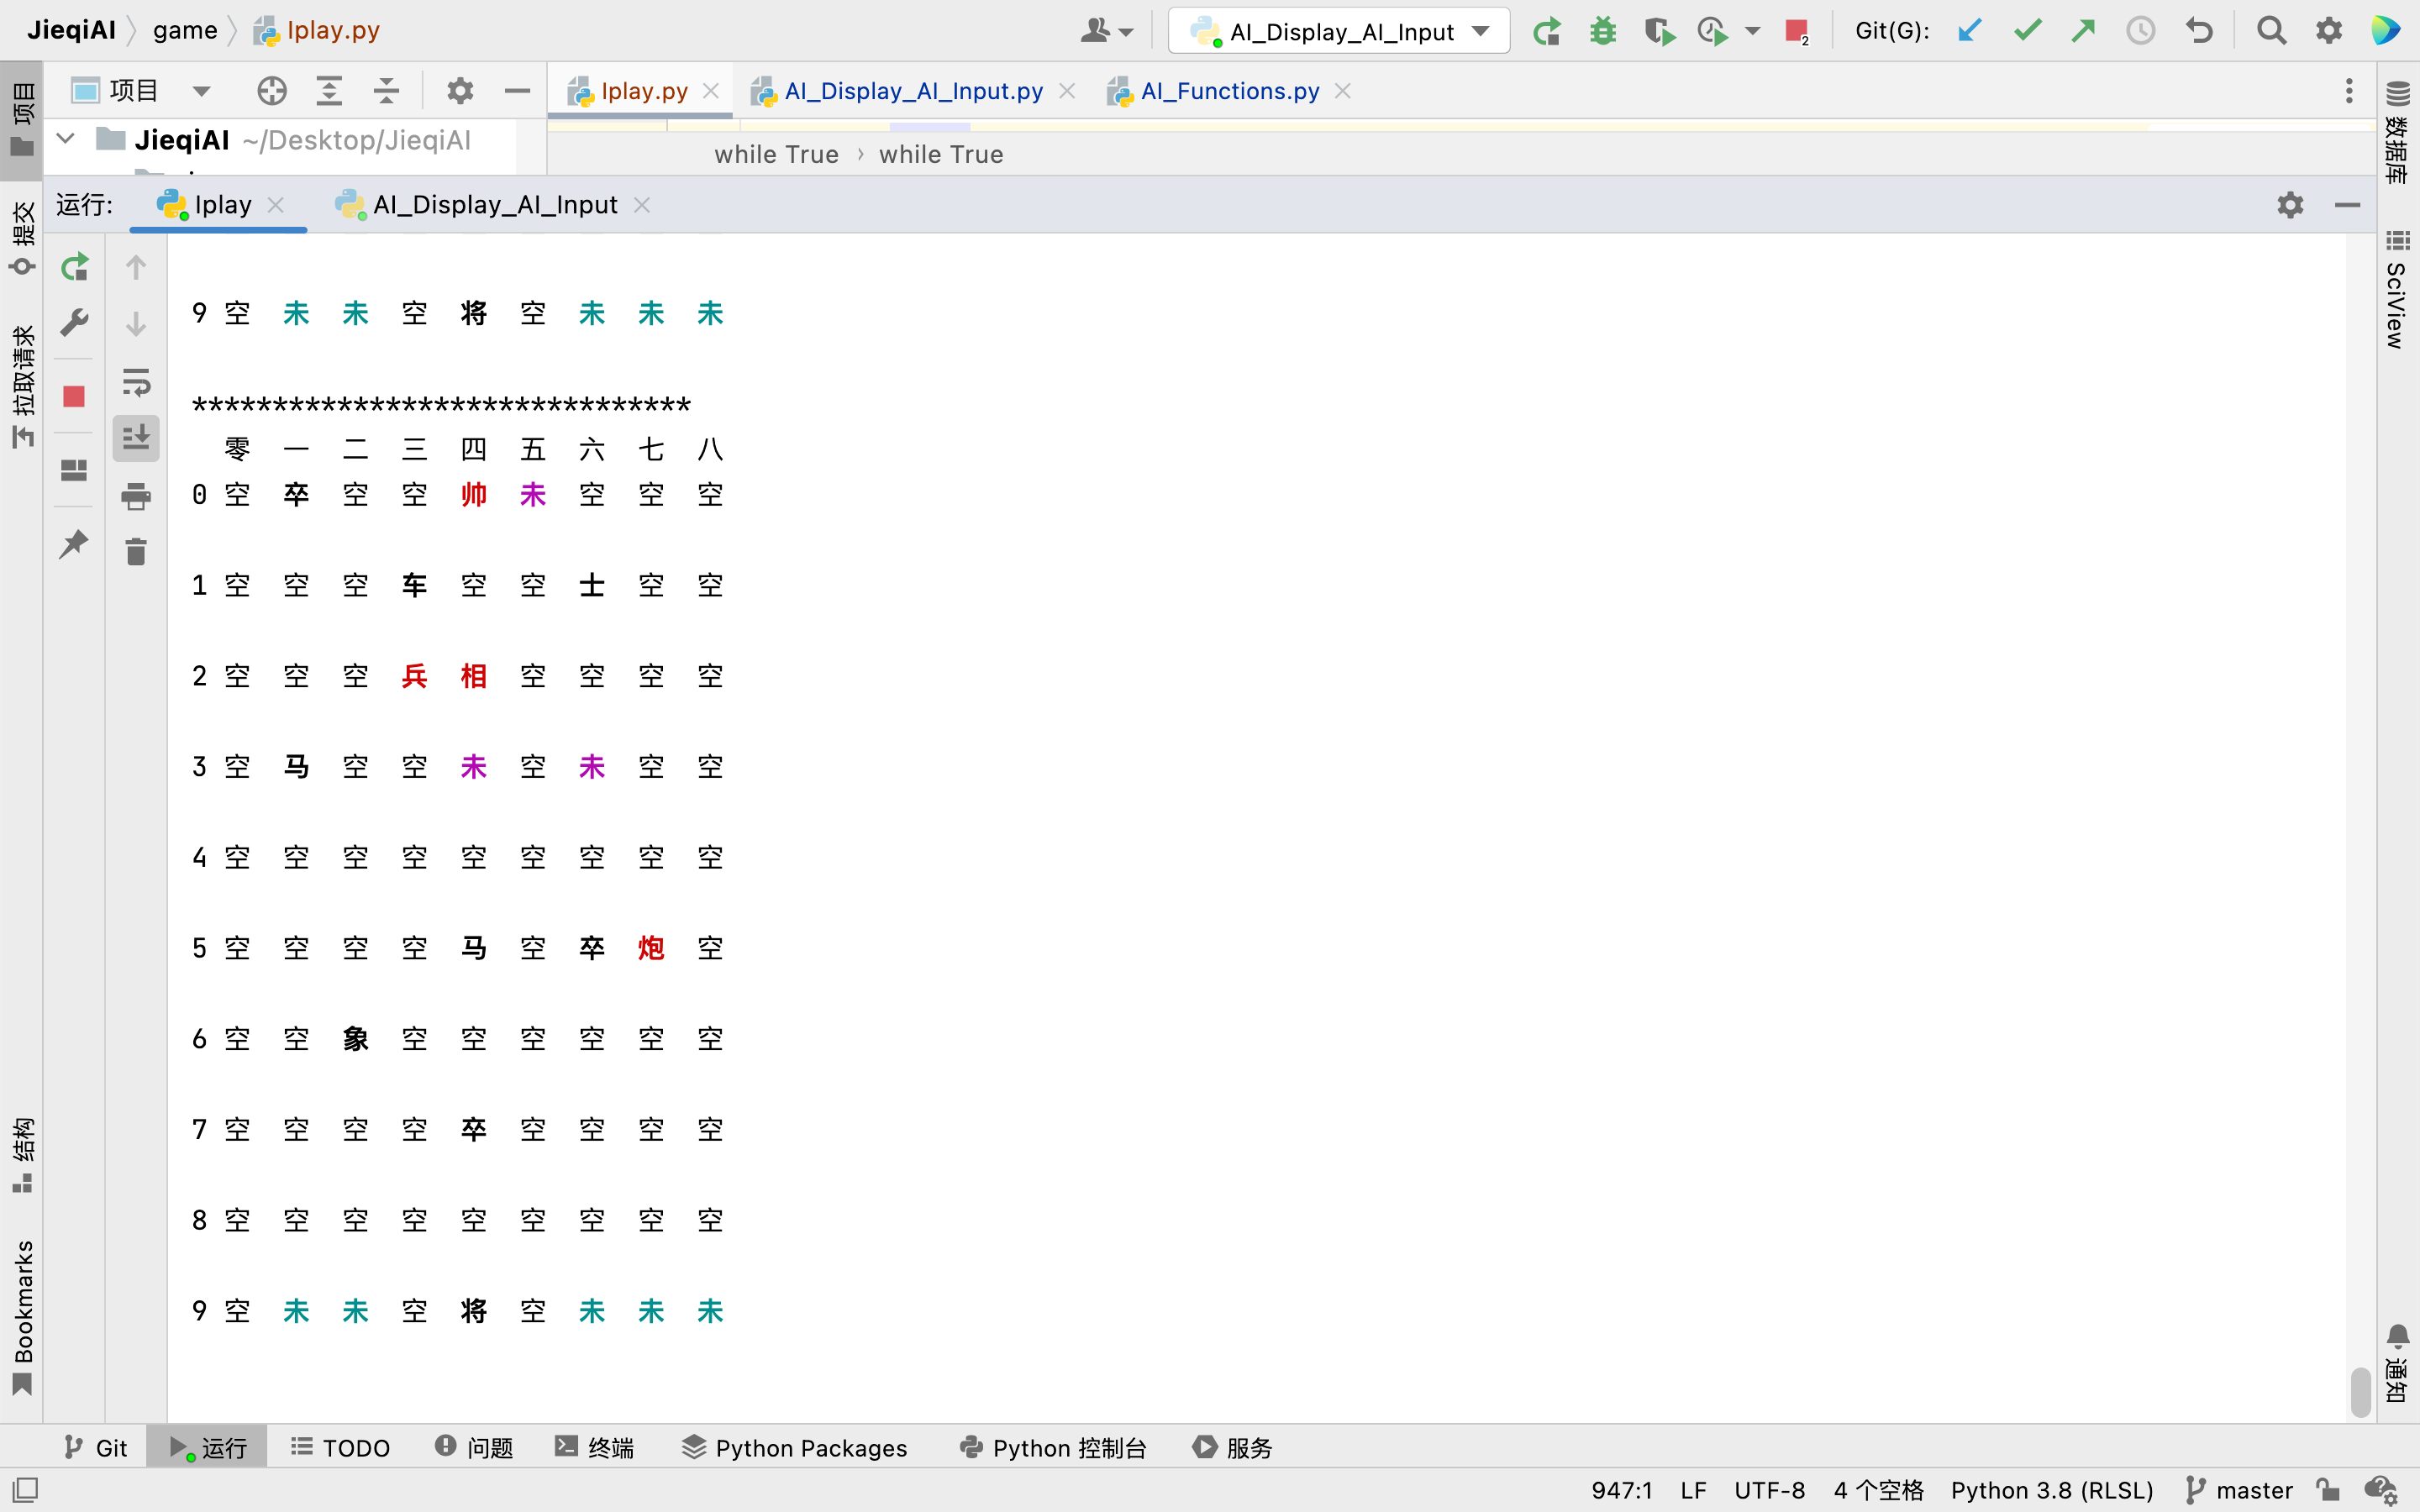 JieqiAI game Iplay.py AI_Display_AI_Input 2 Git(G):
项目 Iplay.py AI_Display_AI_Input.py AI_Functions.py
JieqiAI ~/Desktop/JieqiAI
while True › while True
运行: Iplay AI_Display_AI_Input
项目
提交
拉取请求
结构
Bookmarks
9 空 未 未 空 将 空 未 未 未
*******************************
零 一 二 三 四 五 六 七 八
0 空 卒 空 空 帅 未 空 空 空
1 空 空 空 车 空 空 士 空 空
2 空 空 空 兵 相 空 空 空 空
3 空 马 空 空 未 空 未 空 空
4 空 空 空 空 空 空 空 空 空
5 空 空 空 空 马 空 卒 炮 空
6 空 空 象 空 空 空 空 空 空
7 空 空 空 空 卒 空 空 空 空
8 空 空 空 空 空 空 空 空 空
9 空 未 未 空 将 空 未 未 未
数据库
SciView
通知
Git 运行 TODO 问题 终端 Python Packages Python 控制台 服务
947:1 LF UTF-8 4 个空格 Python 3.8 (RLSL) master